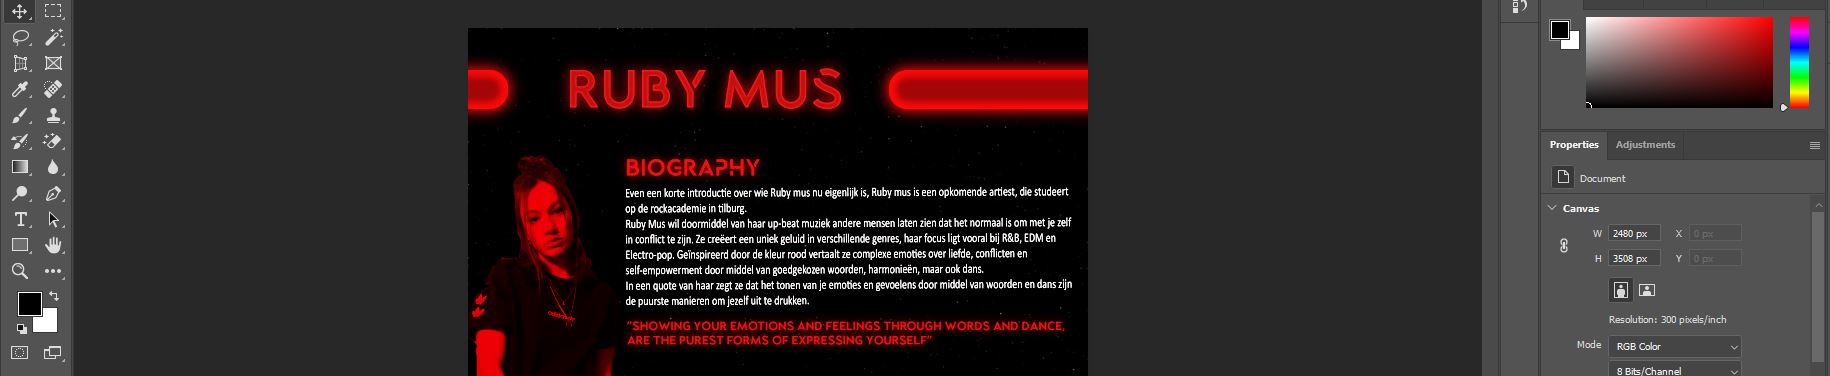 RUBY MUS
BIOGRAPHY
Even een korte introductie over wie Ruby mus nu eigenlijk is, Ruby mus is een opkomende artiest, die studeert
op de rockacademie in tilburg.
Ruby Mus wil doormiddel van haar up-beat muziek andere mensen laten zien dat het normaal is om met je zelf
in conflict te zijn. Ze creëert een uniek geluid in verschillende genres, haar focus ligt vooral bij R&B, EDM en
Electro-pop. Geïnspireerd door de kleur rood vertaalt ze complexe emoties over liefde, conflicten en
self-empowerment door middel van goedgekozen woorden, harmonieën, maar ook dans.
In een quote van haar zegt ze dat het tonen van je emoties en gevoelens door middel van woorden en dans zijn
de puurste manieren om jezelf uit te drukken.
"SHOWING YOUR EMOTIONS AND FEELINGS THROUGH WORDS AND DANCE,
ARE THE PUREST FORMS OF EXPRESSING YOURSELF"
Properties Adjustments
Document
Canvas
W 2480 px X 0 px
H 3508 px Y 0 px
Resolution: 300 pixels/inch
Mode RGB Color
8 Bits/Channel